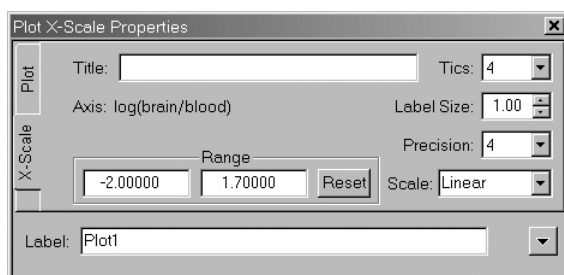 Plot X-Scale Properties
Plot
X-Scale
Title:
Tics: 4
Axis: log(brain/blood)
Label Size: 1.00
Precision: 4
Range
-2.00000 1.70000 Reset
Scale: Linear
Label: Plot1